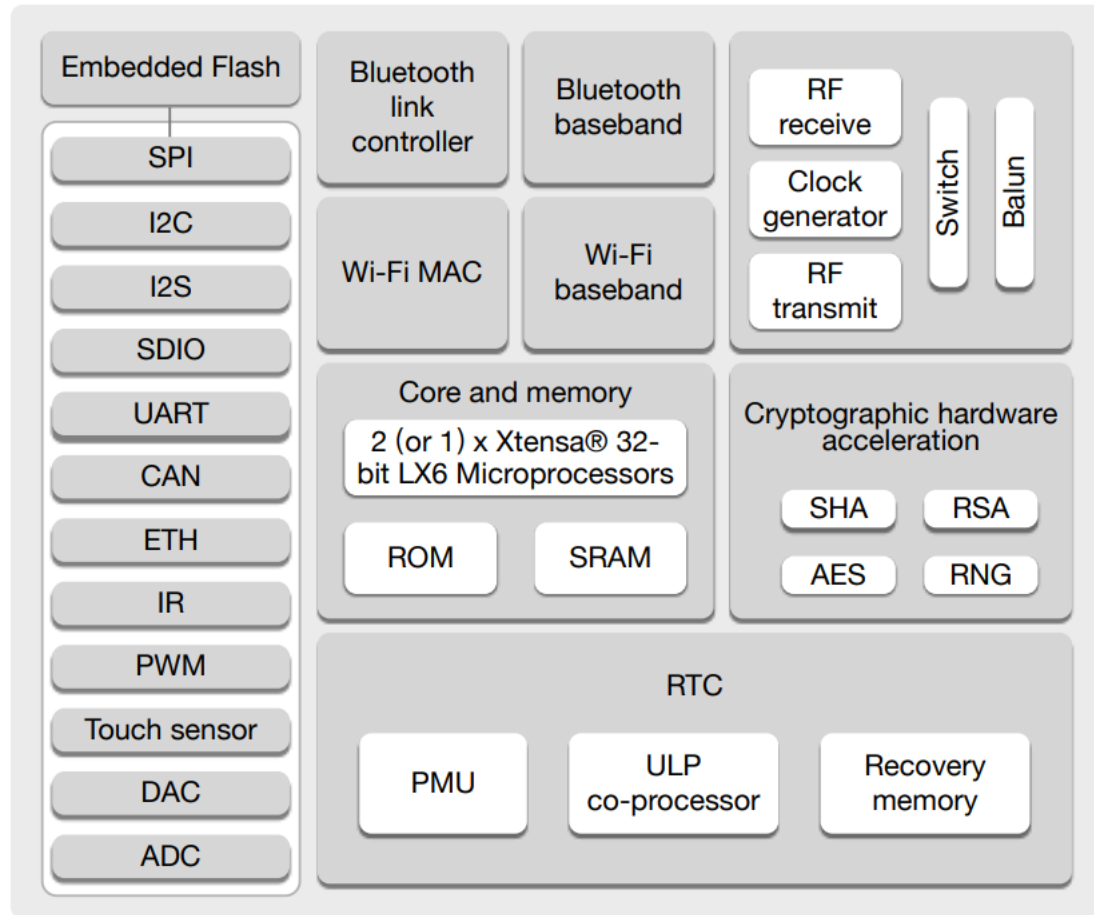 Embedded Flash
SPI
I2C
I2S
SDIO
UART
CAN
ETH
IR
PWM
Touch sensor
DAC
ADC
Bluetooth
link
controller
Bluetooth
baseband
Wi-Fi MAC
Wi-Fi
baseband
RF
receive
Clock
generator
RF
transmit
Switch
Balun
Core and memory
2 (or 1) x Xtensa® 32-
bit LX6 Microprocessors
ROM
SRAM
Cryptographic hardware
acceleration
SHA
RSA
AES
RNG
RTC
PMU
ULP
co-processor
Recovery
memory